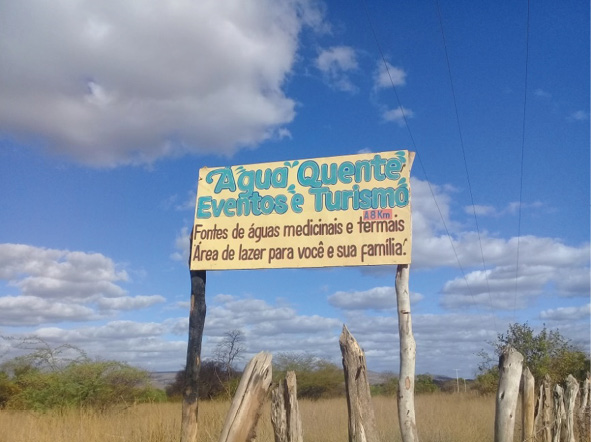 Água Quente
Eventos e Turismo
A 8 Km
Fontes de águas medicinais e termais
Área de lazer para você e sua família.